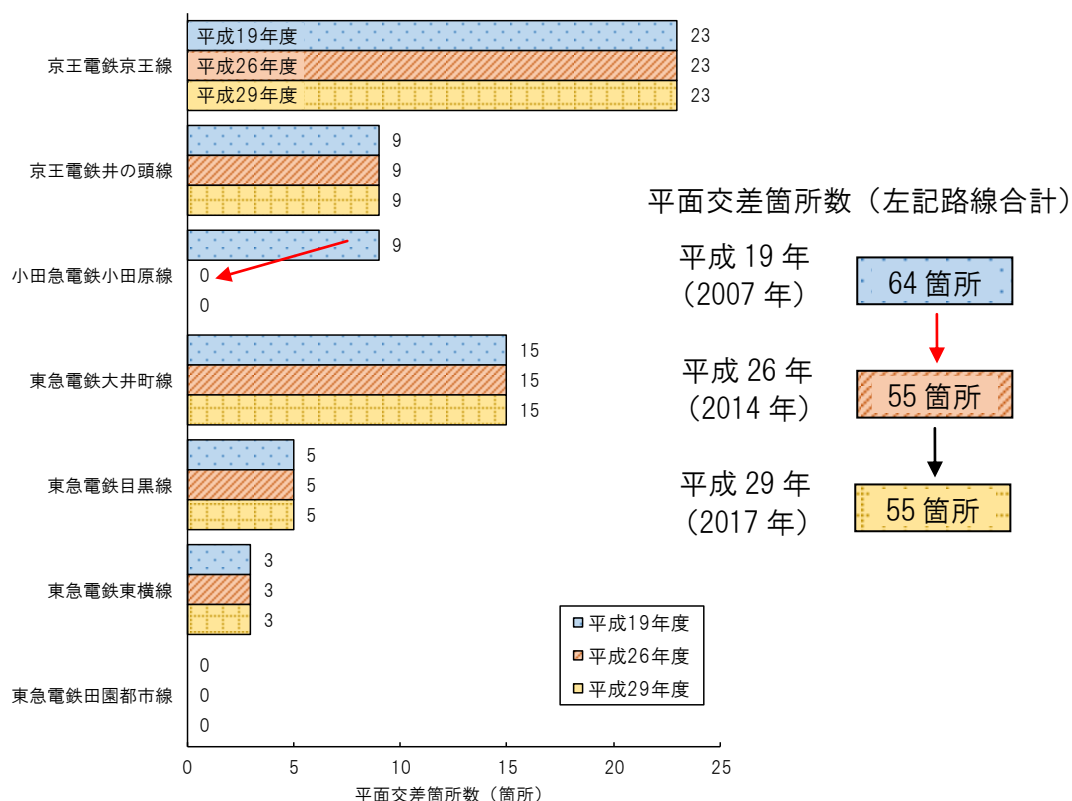 平成19年度
23
京王電鉄京王線
平成26年度
23
平成29年度
23
9
京王電鉄井の頭線
9
9
9
小田急電鉄小田原線
0
0
15
東急電鉄大井町線
15
15
5
東急電鉄目黒線
5
5
3
東急電鉄東横線
3
3
0
東急電鉄田園都市線
0
0
0 5 10 15 20 25
平面交差箇所数（箇所）
平成19年度
平成26年度
平成29年度
平面交差箇所数（左記路線合計）
平成 19 年
（2007 年）
64 箇所
平成 26 年
（2014 年）
55 箇所
平成 29 年
（2017 年）
55 箇所